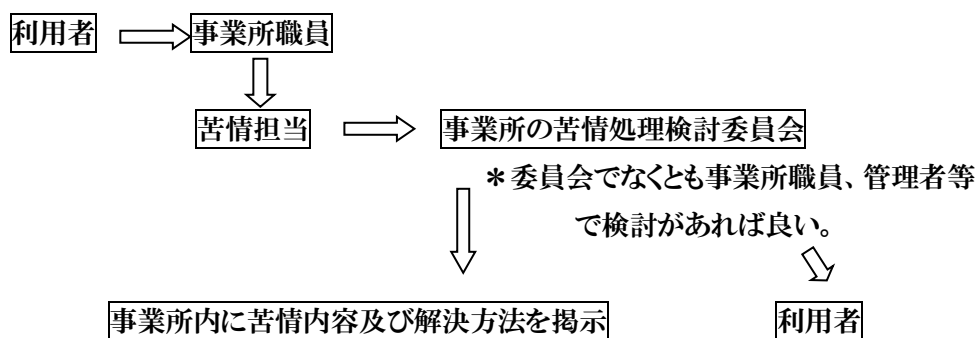 利用者 事業所職員
苦情担当 事業所の苦情処理検討委員会
＊委員会でなくとも事業所職員、管理者等
で検討があれば良い。
事業所内に苦情内容及び解決方法を掲示 利用者